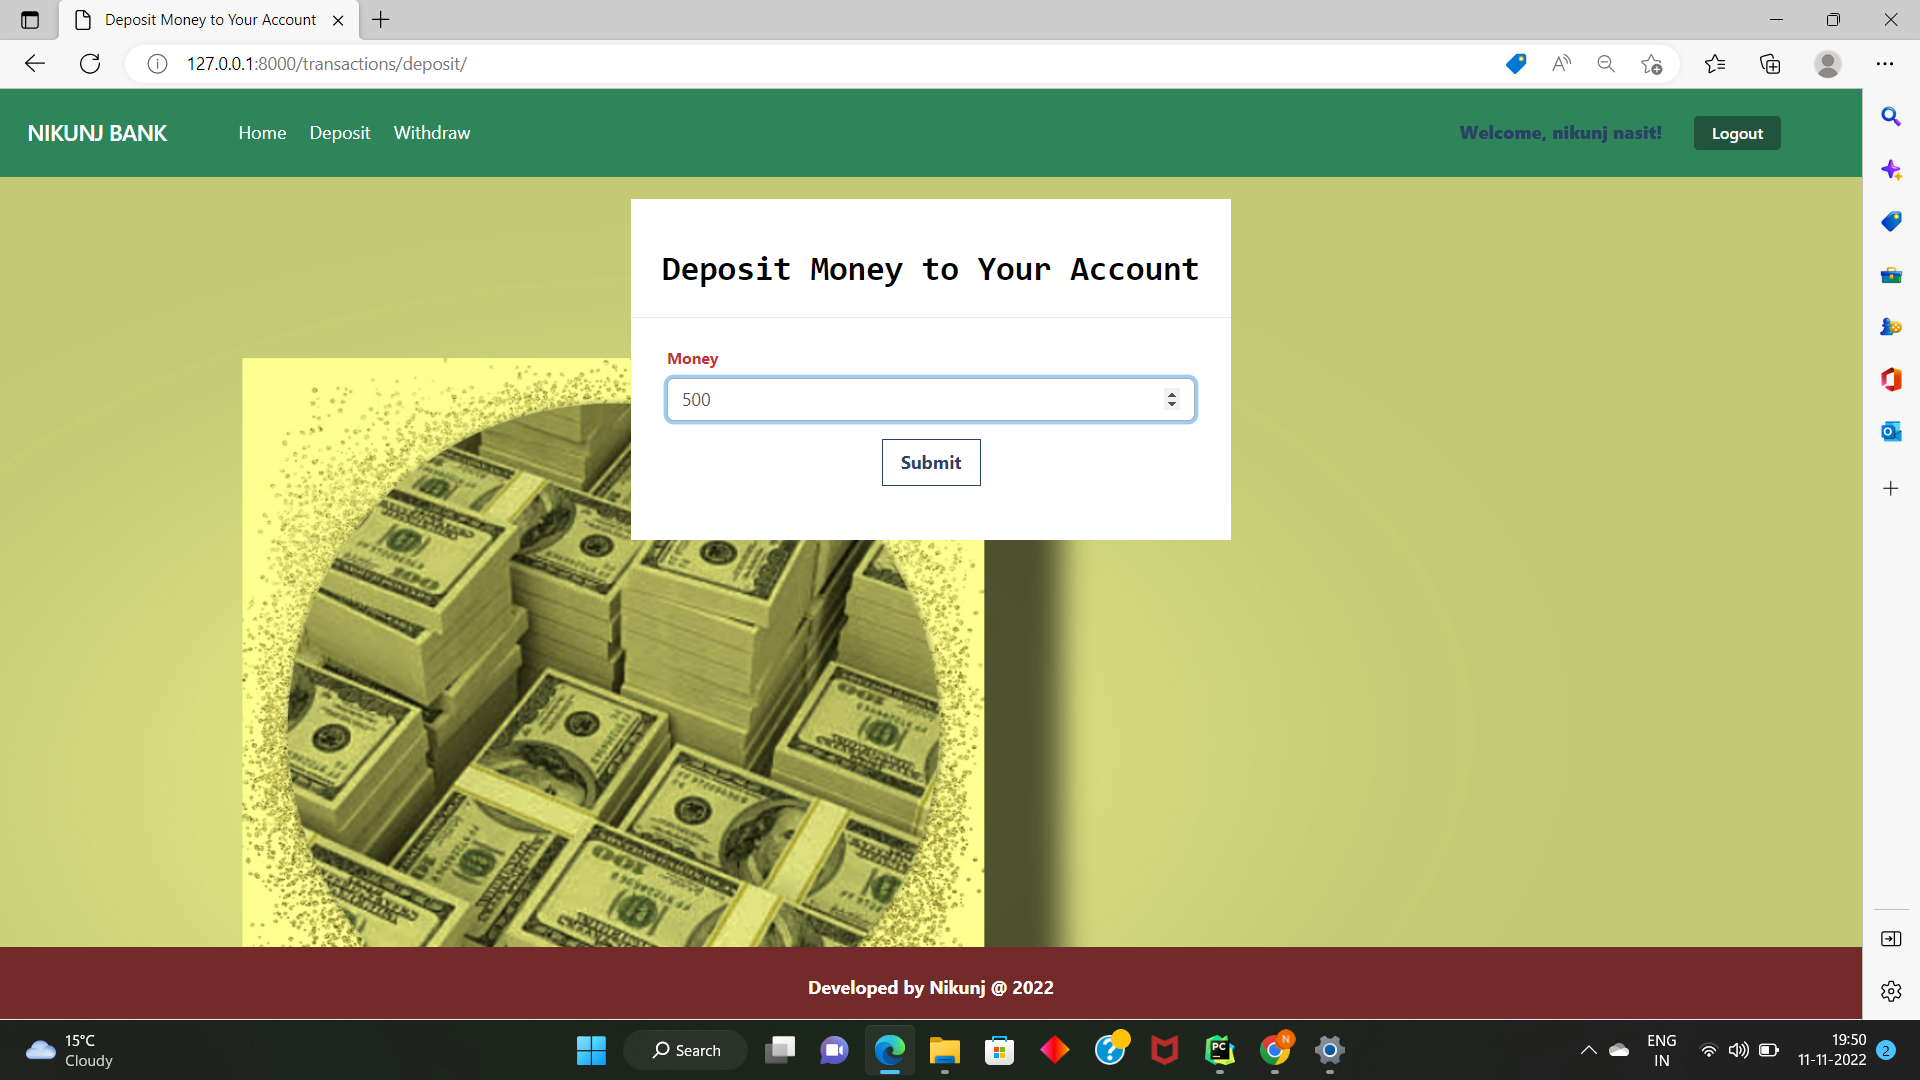 Deposit Money to Your Account
127.0.0.1:8000/transactions/deposit/
NIKUNJ BANK Home Deposit Withdraw Welcome, nikunj nasit! Logout
Deposit Money to Your Account
Money
500
Submit
Developed by Nikunj @ 2022
15°C
Cloudy
Search
ENG
IN
19:50
11-11-2022
2